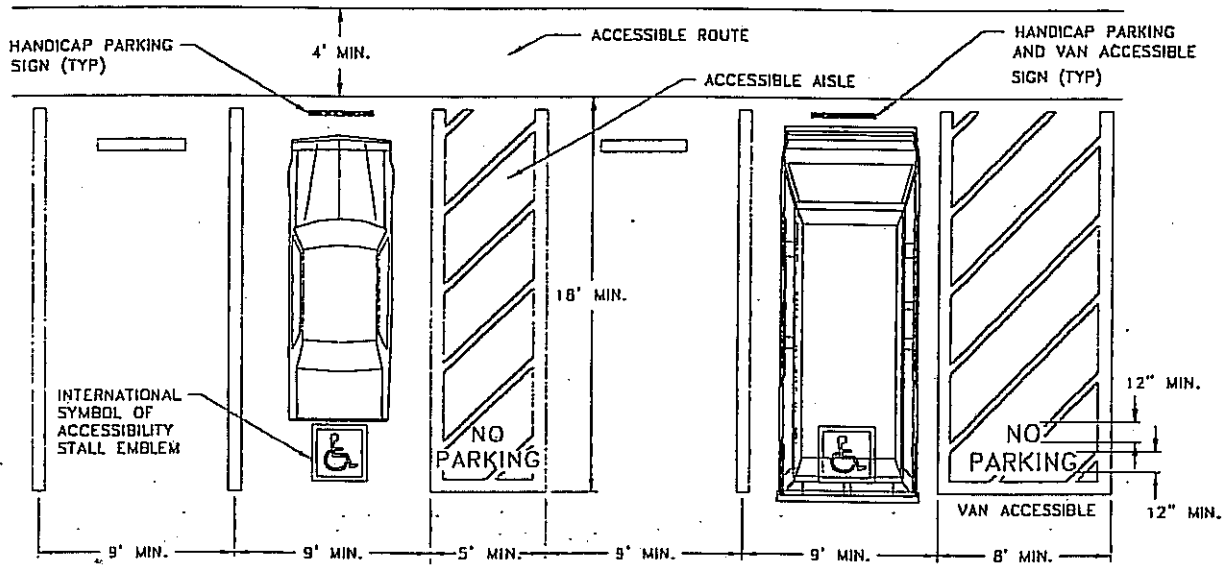 HANDICAP PARKING
SIGN (TYP)
4' MIN.
ACCESSIBLE ROUTE
ACCESSIBLE AISLE
HANDICAP PARKING
AND VAN ACCESSIBLE
SIGN (TYP)
18' MIN.
INTERNATIONAL
SYMBOL OF
ACCESSIBILITY
STALL EMBLEM
NO
PARKING
NO
PARKING
12" MIN.
12" MIN.
VAN ACCESSIBLE
9' MIN.
9' MIN.
5' MIN.
9' MIN.
9' MIN.
8' MIN.